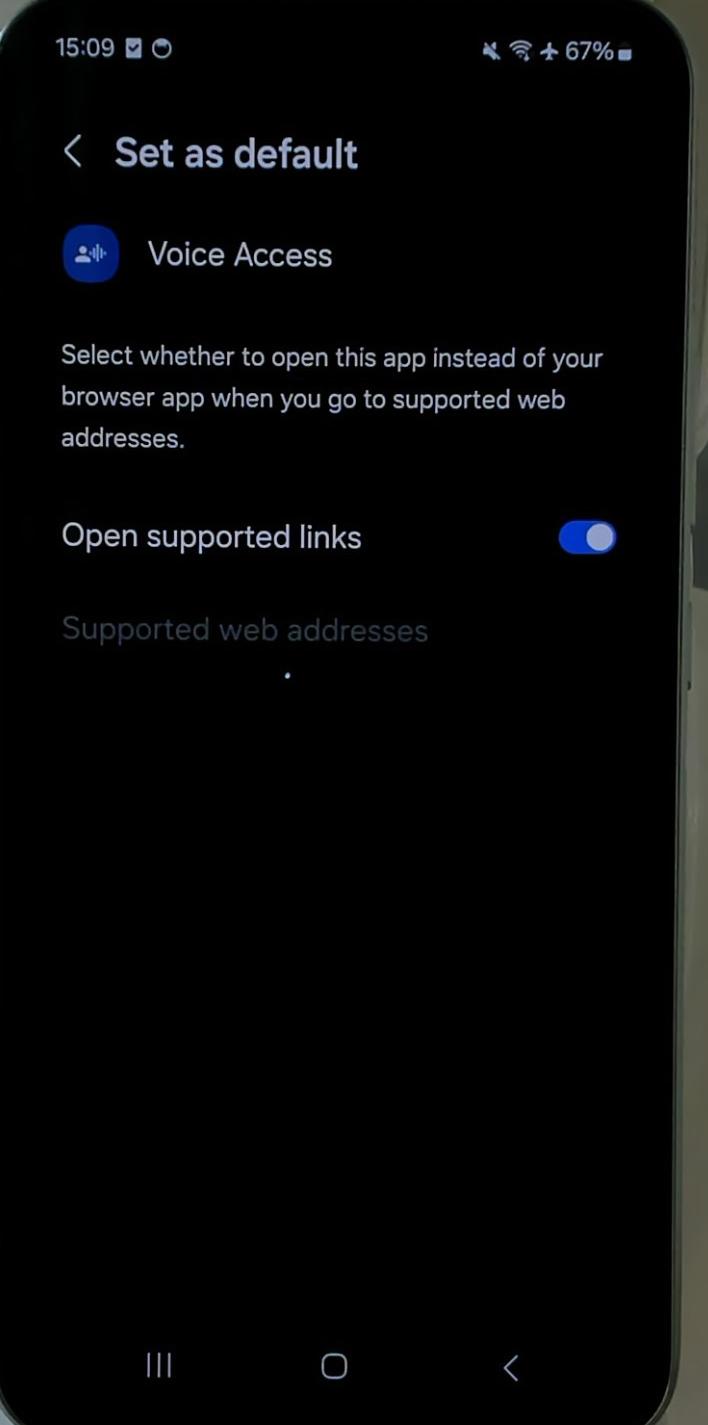 15:09
67%
Set as default
Voice Access
Select whether to open this app instead of your
browser app when you go to supported web
addresses.
Open supported links
Supported web addresses